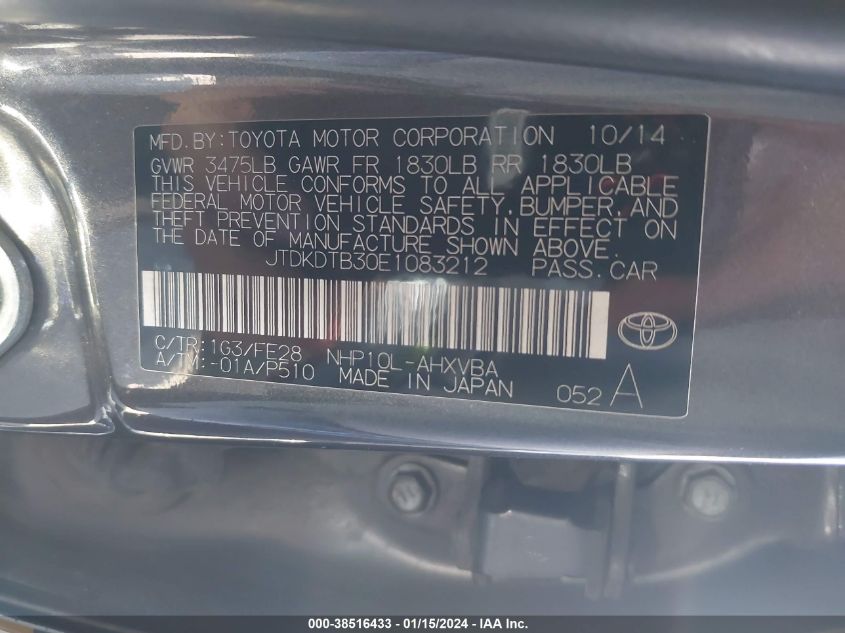 MFD. BY: TOYOTA MOTOR CORPORATION 10/14
GVWR 3475LB GAWR FR 1830LB RR 1830LB
THIS VEHICLE CONFORMS TO ALL APPLICABLE
FEDERAL MOTOR VEHICLE SAFETY, BUMPER, AND
THEFT PREVENTION STANDARDS IN EFFECT ON
THE DATE OF MANUFACTURE SHOWN ABOVE.
JTDKDTB30E1083212 PASS. CAR
C/TR: 1G3/FE28 NHP10L-AHXVBA
A/TM: -01A/P510 MADE IN JAPAN 052 A
000-38516433 - 01/15/2024 - IAA Inc.